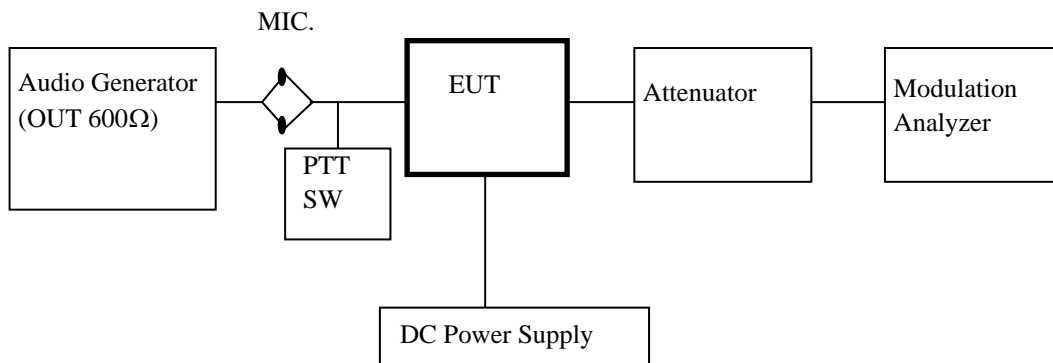 MIC.
Audio Generator
(OUT 600Ω)
EUT
Attenuator
Modulation
Analyzer
PTT
SW
DC Power Supply